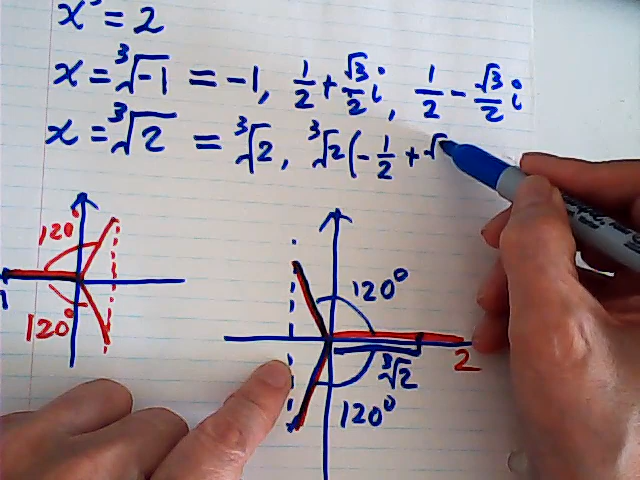 x³ = 2
x = ∛-1 = -1, 1/2 + √3/2 i, 1/2 - √3/2 i
x = ∛2 = ∛2, ∛2(-1/2 + √
120°
120°
1
120°
∛2
2
120°